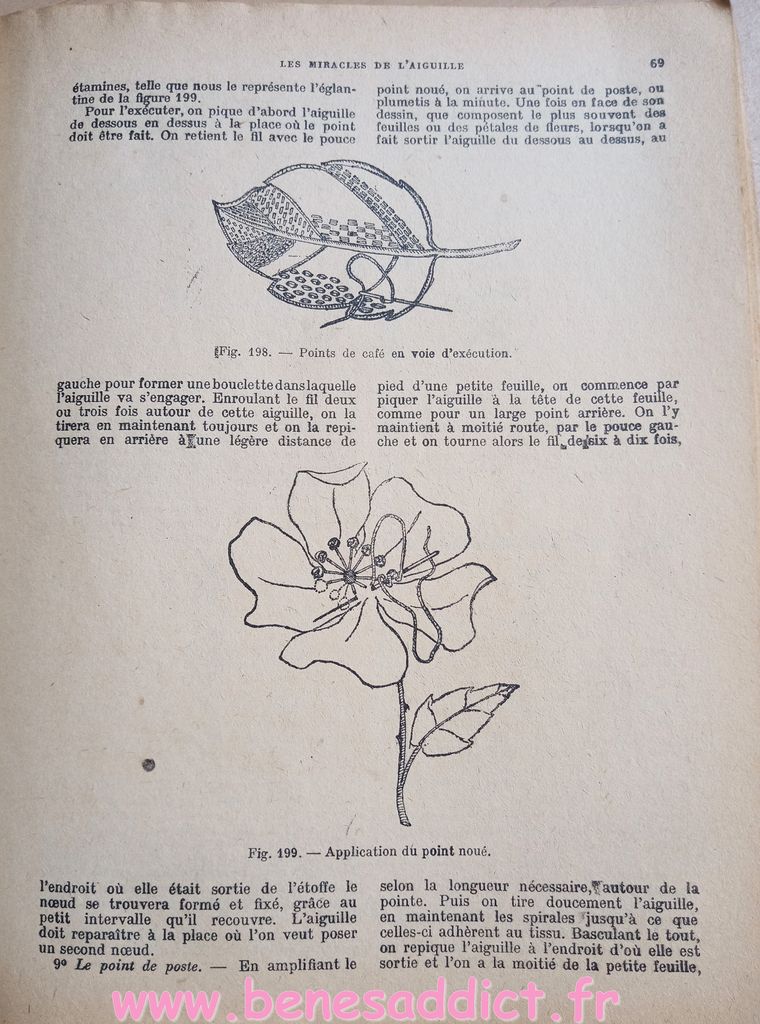 LES MIRACLES DE L'AIGUILLE 69
étamines, telle que nous le représente l'églan-
tine de la figure 199.
Pour l'exécuter, on pique d'abord l'aiguille
de dessous en dessus à la place où le point
doit être fait. On retient le fil avec le pouce
gauche pour former une bouclette dans laquelle
l'aiguille va s'engager. Enroulant le fil deux
ou trois fois autour de cette aiguille, on la
tirera en maintenant toujours et on la repi-
quera en arrière à une légère distance de
l'endroit où elle était sortie de l'étoffe le
nœud se trouvera formé et fixé, grâce au
petit intervalle qu'il recouvre. L'aiguille
doit reparaître à la place où l'on veut poser
un second nœud.
9º Le point de poste. — En amplifiant le
point noué, on arrive au point de poste, ou
plumetis à la minute. Une fois en face de son
dessin, que composent le plus souvent des
feuilles ou des pétales de fleurs, lorsqu'on a
fait sortir l'aiguille du dessous au dessus, au
pied d'une petite feuille, on commence par
piquer l'aiguille à la tête de cette feuille,
comme pour un large point arrière. On l'y
maintient à moitié route, par le pouce gau-
che et on tourne alors le fil de six à dix fois,
selon la longueur nécessaire, autour de la
pointe. Puis on tire doucement l'aiguille,
en maintenant les spirales jusqu'à ce que
celles-ci adhèrent au tissu. Basculant le tout,
on repique l'aiguille à l'endroit d'où elle est
sortie et l'on a la moitié de la petite feuille,
Fig. 198. — Points de café en voie d'exécution.
Fig. 199. — Application du point noué.
www.benesaddict.fr